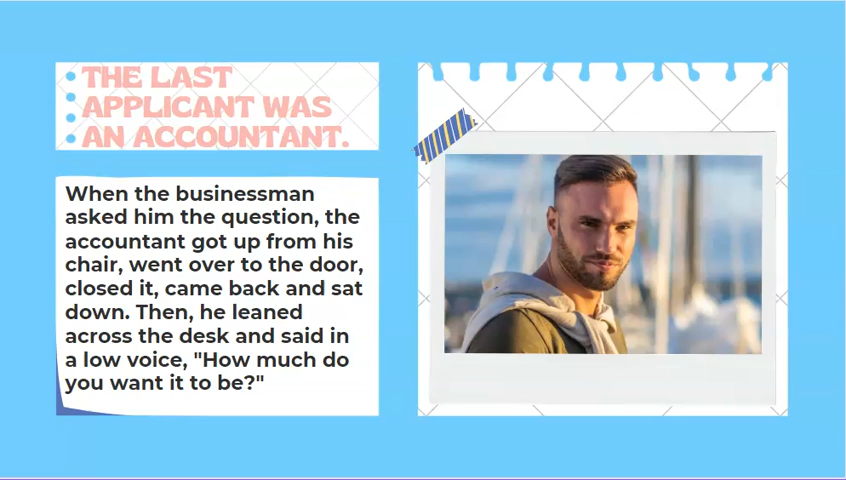 THE LAST
APPLICANT WAS
AN ACCOUNTANT.
When the businessman
asked him the question, the
accountant got up from his
chair, went over to the door,
closed it, came back and sat
down. Then, he leaned
across the desk and said in
a low voice, "How much do
you want it to be?"